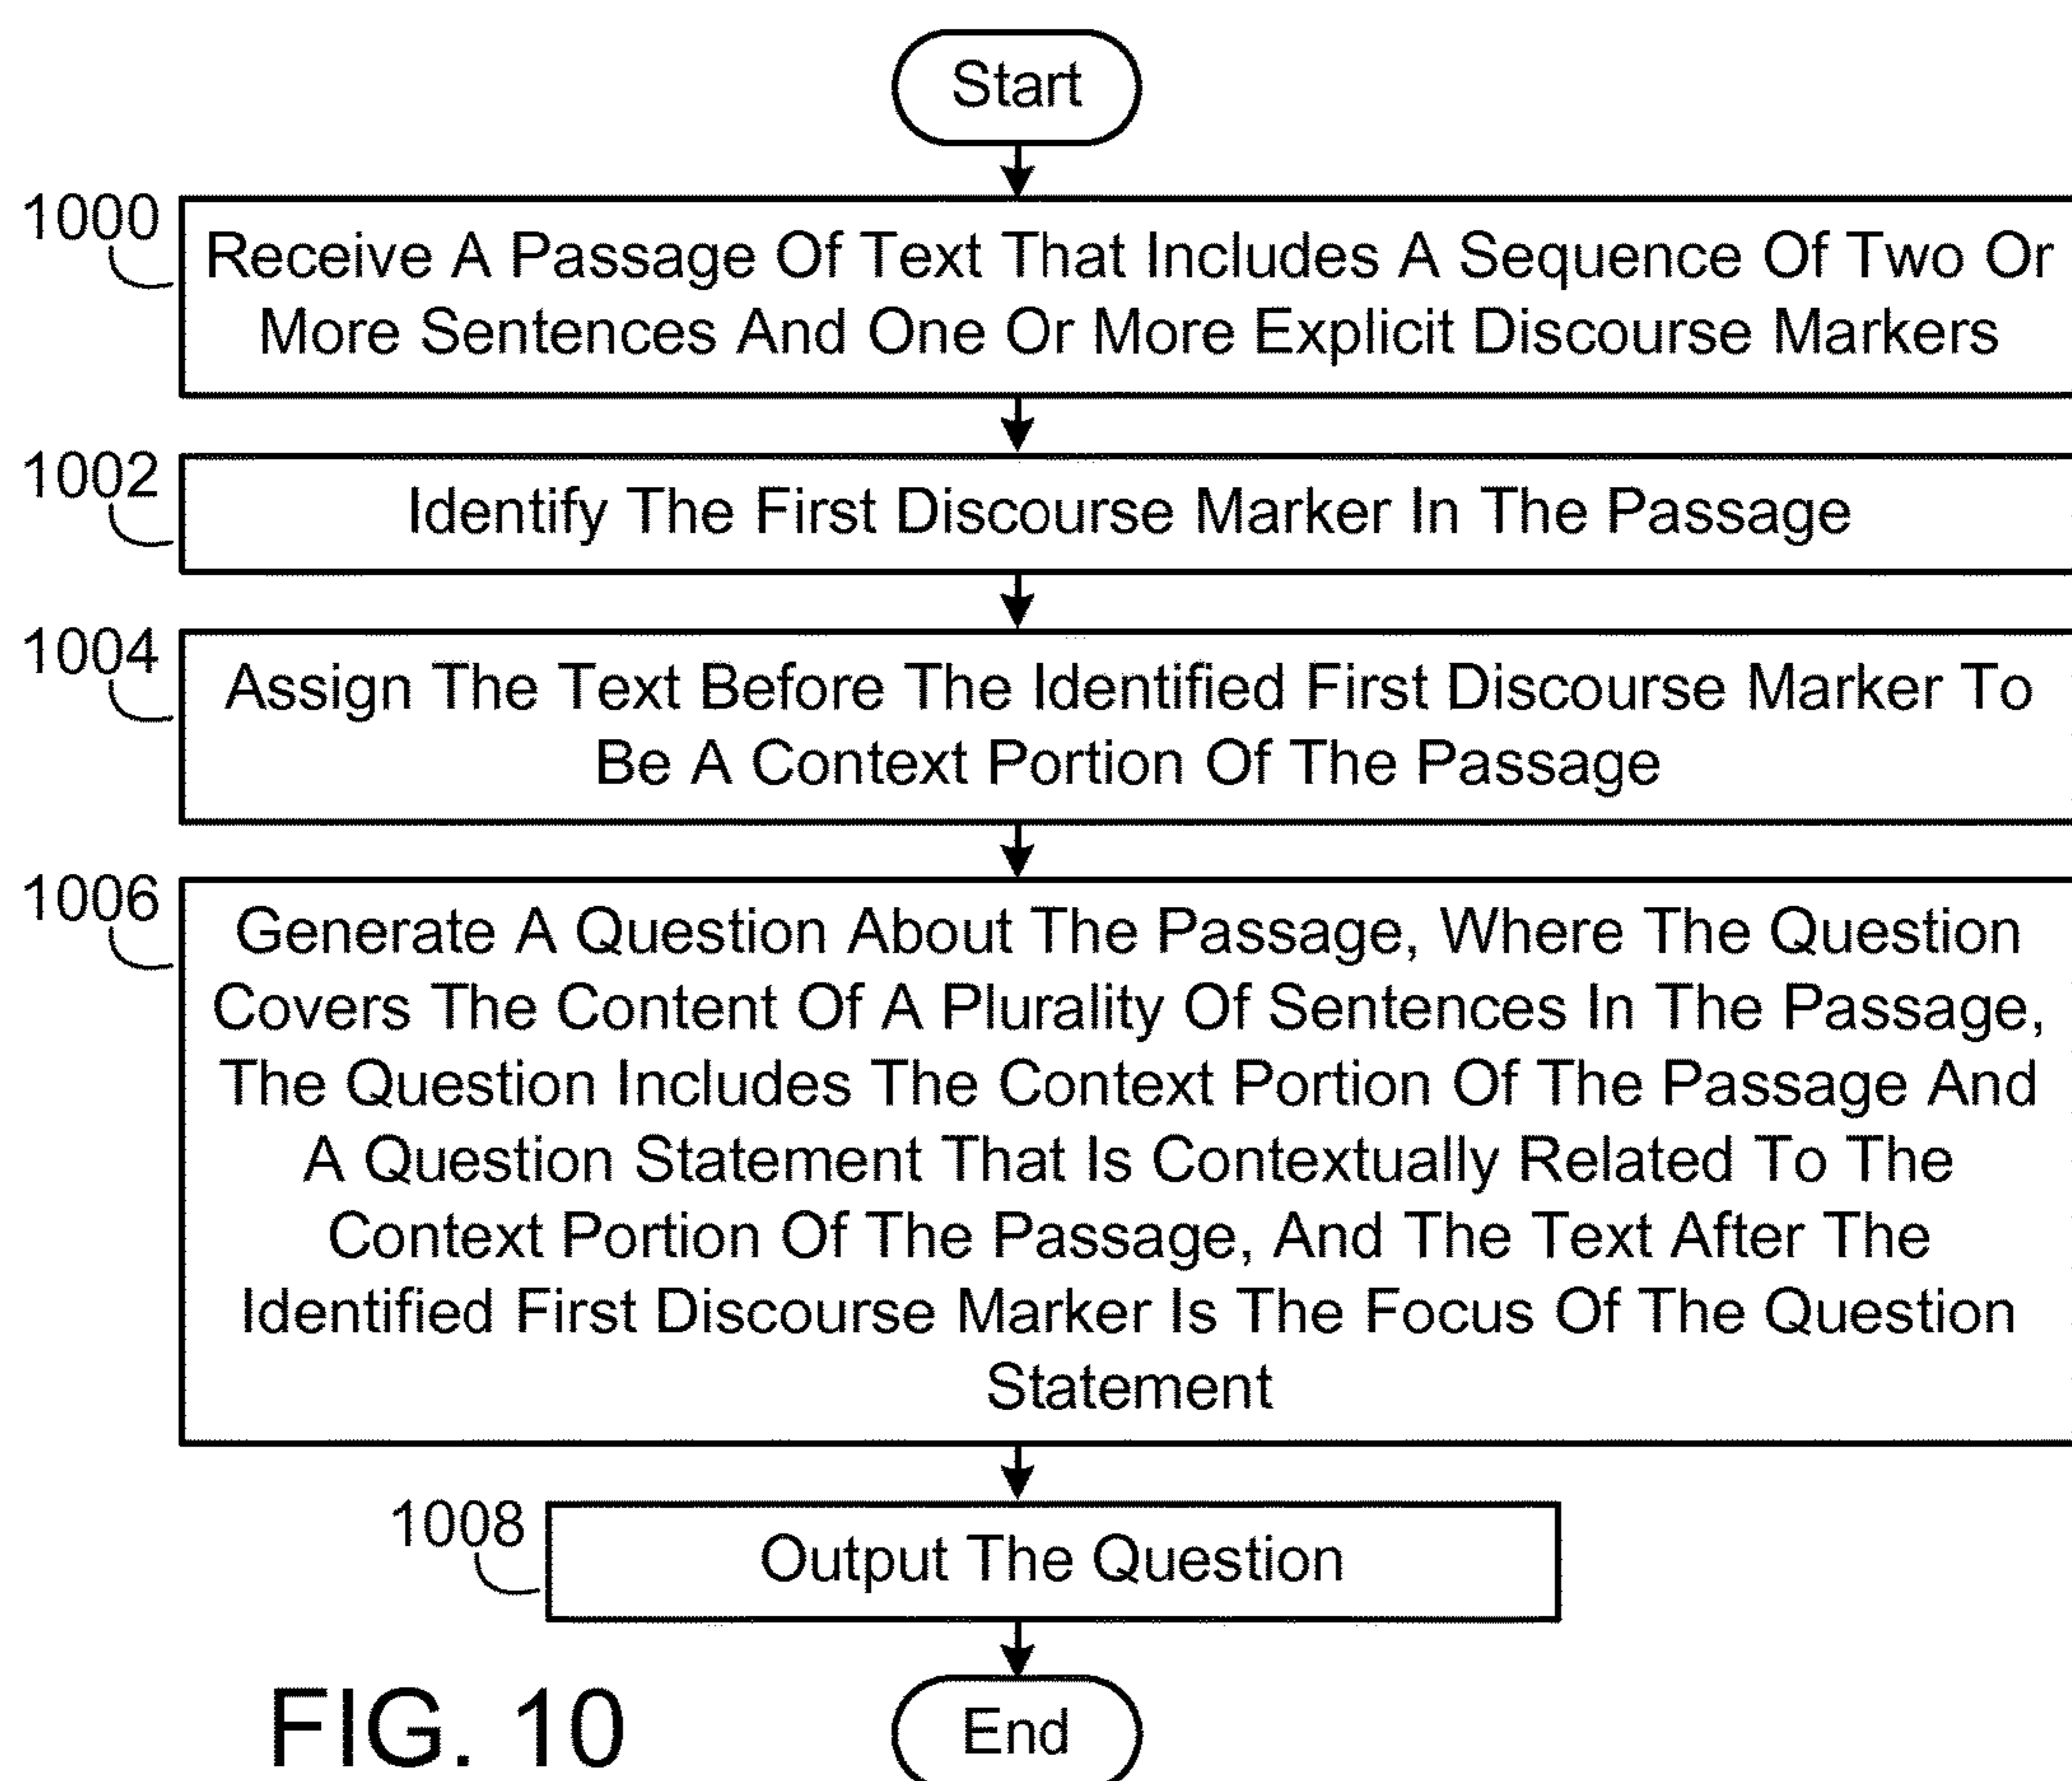 Start
1000
Receive A Passage Of Text That Includes A Sequence Of Two Or
More Sentences And One Or More Explicit Discourse Markers
1002
Identify The First Discourse Marker In The Passage
1004
Assign The Text Before The Identified First Discourse Marker To
Be A Context Portion Of The Passage
1006
Generate A Question About The Passage, Where The Question
Covers The Content Of A Plurality Of Sentences In The Passage,
The Question Includes The Context Portion Of The Passage And
A Question Statement That Is Contextually Related To The
Context Portion Of The Passage, And The Text After The
Identified First Discourse Marker Is The Focus Of The Question
Statement
1008
Output The Question
FIG. 10
End